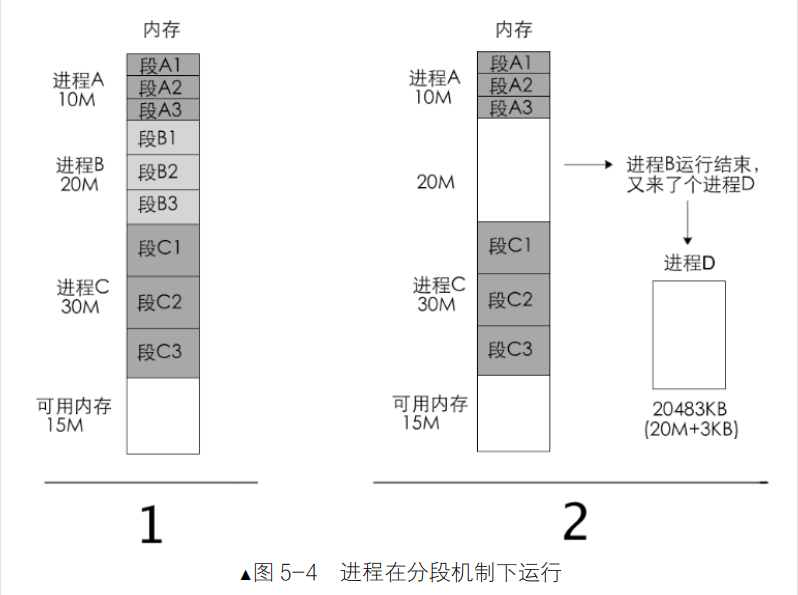 内存
进程A
10M
段A1
段A2
段A3
进程B
20M
段B1
段B2
段B3
进程C
30M
段C1
段C2
段C3
可用内存
15M
1
内存
进程A
10M
段A1
段A2
段A3
20M
进程C
30M
段C1
段C2
段C3
可用内存
15M
进程B运行结束，
又来了个进程D
进程D
20483KB
(20M+3KB)
2
▲图 5-4 进程在分段机制下运行